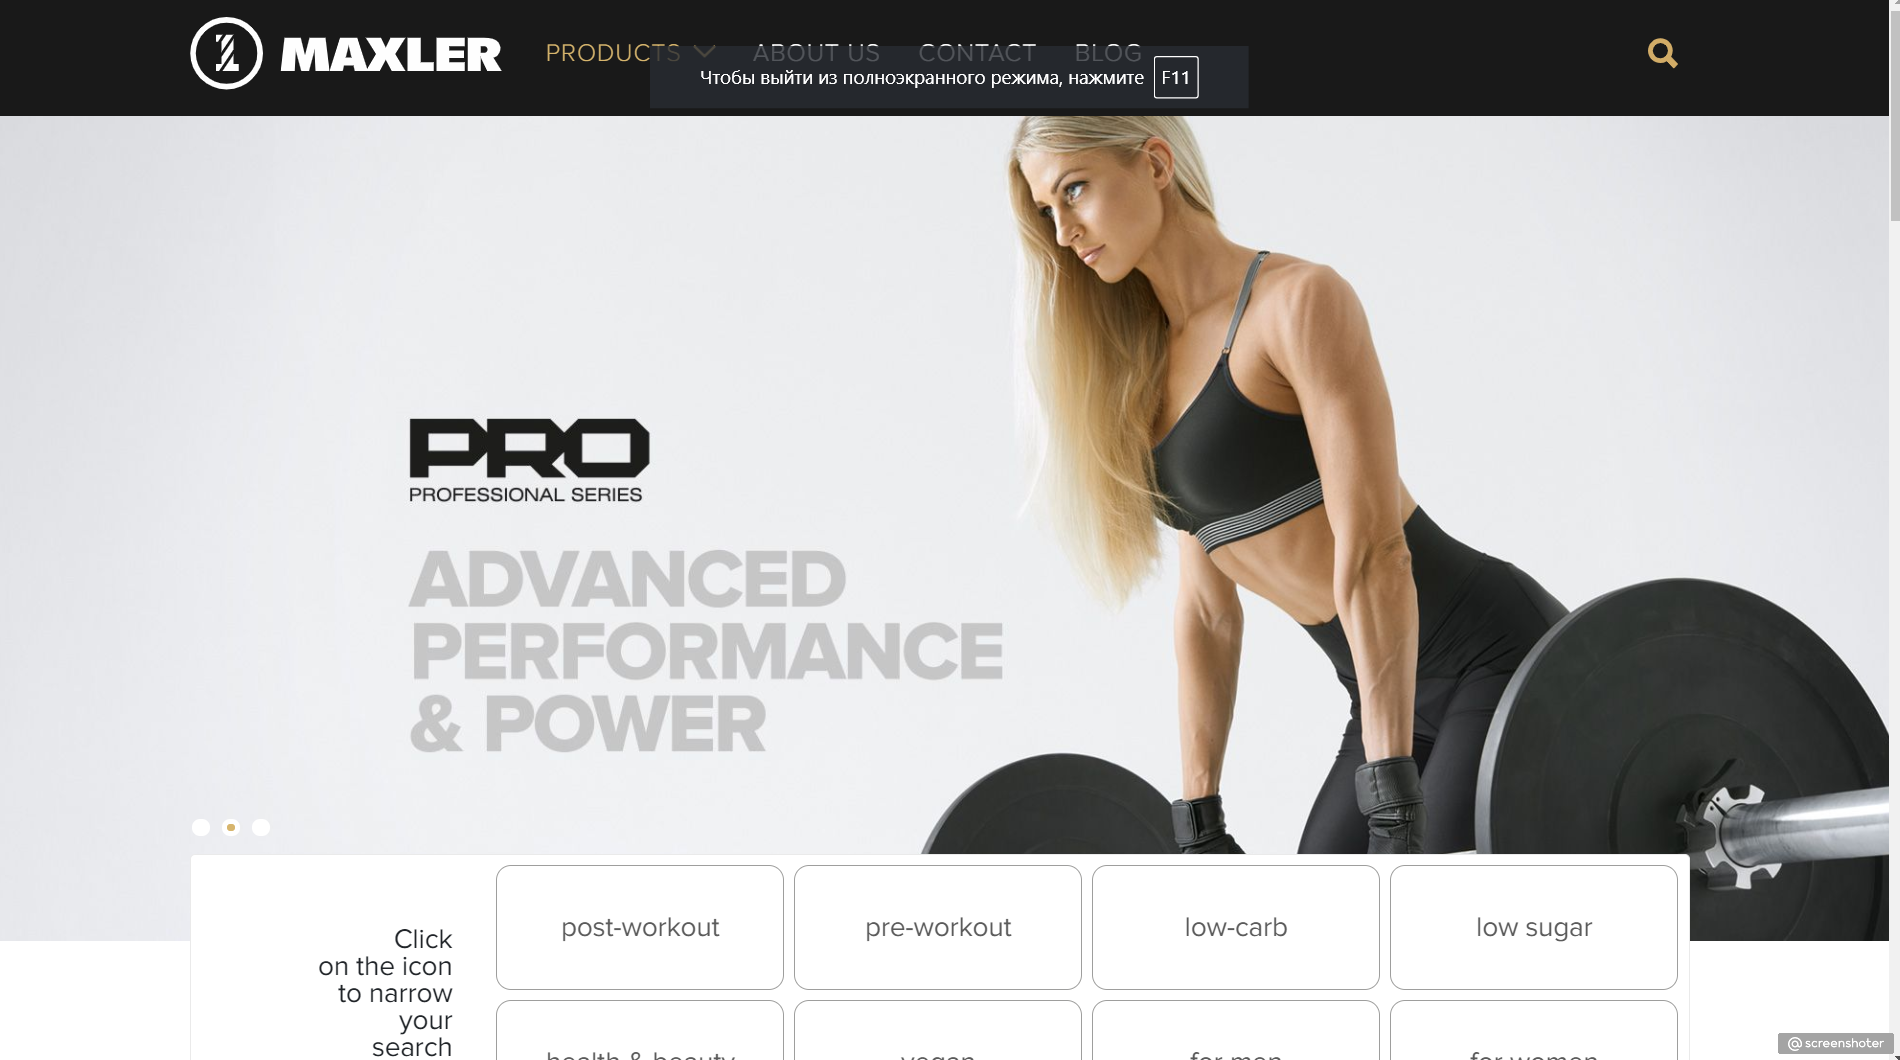 MAXLER
PRODUCTS ABOUT US CONTACT BLOG
Чтобы выйти из полноэкранного режима, нажмите F11
PRO
PROFESSIONAL SERIES
ADVANCED
PERFORMANCE
& POWER
Click
on the icon
to narrow
your
search
post-workout
pre-workout
low-carb
low sugar
health & beauty
vegan
for men
for women
@screenshoter